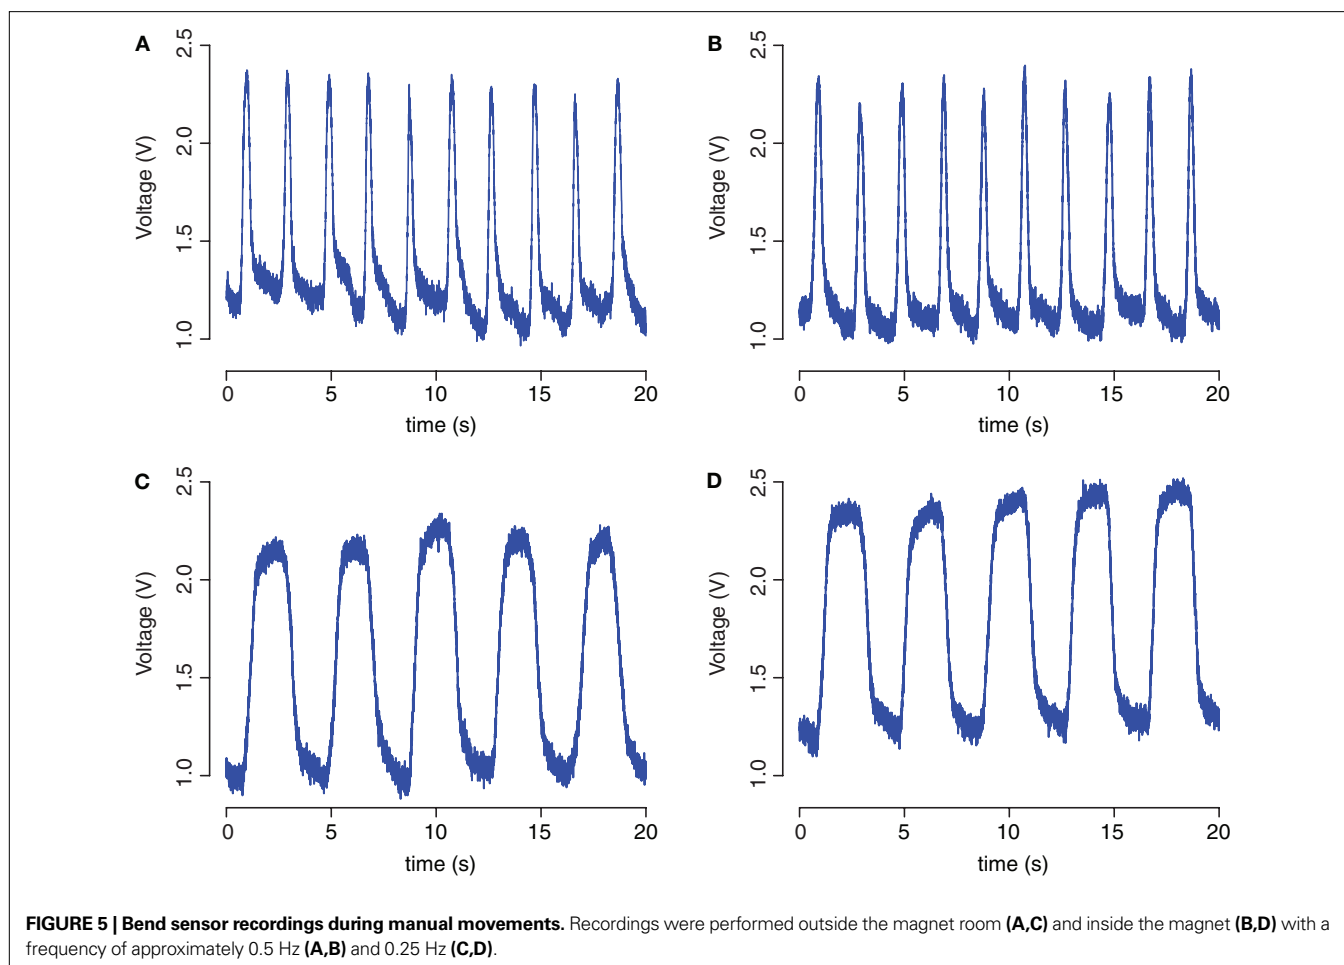 A
2.5
2.0
1.5
1.0
Voltage (V)
0 5 10 15 20
time (s)
B
2.5
2.0
1.5
1.0
Voltage (V)
0 5 10 15 20
time (s)
C
2.5
2.0
1.5
1.0
Voltage (V)
0 5 10 15 20
time (s)
D
2.5
2.0
1.5
1.0
Voltage (V)
0 5 10 15 20
time (s)
FIGURE 5 | Bend sensor recordings during manual movements. Recordings were performed outside the magnet room (A,C) and inside the magnet (B,D) with a
frequency of approximately 0.5 Hz (A,B) and 0.25 Hz (C,D).